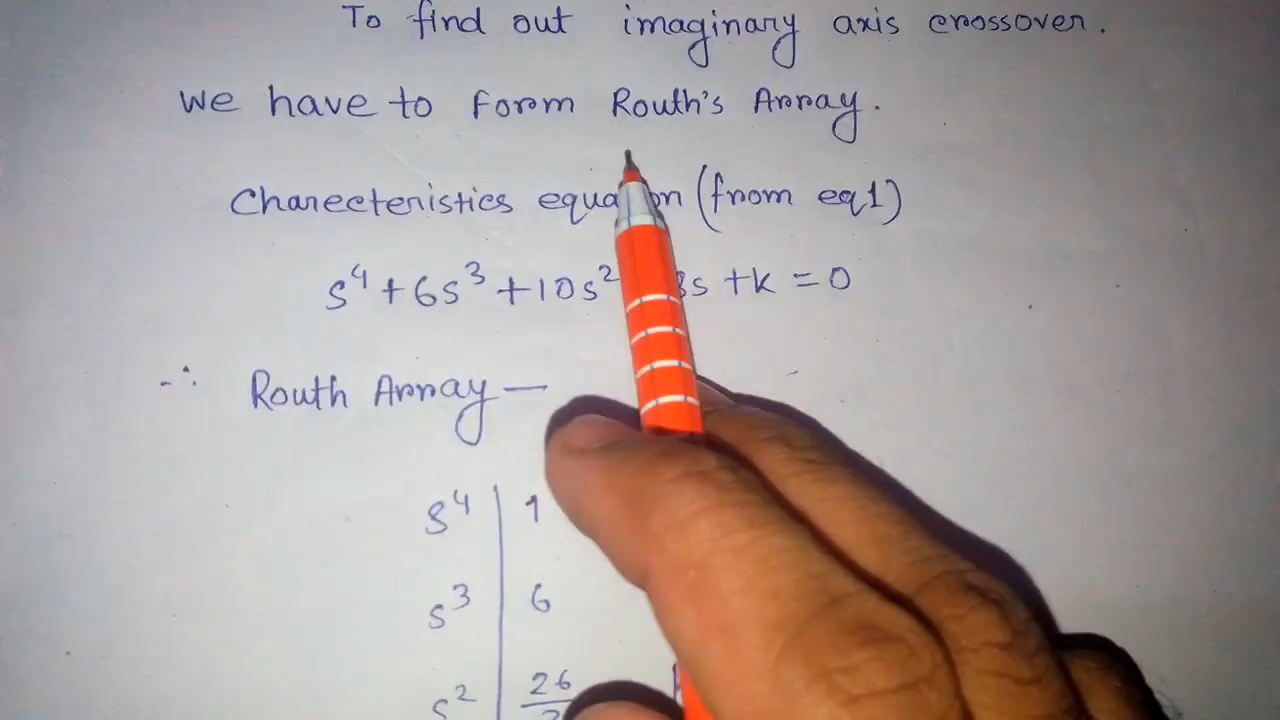 To find out imaginary axis crossover.
We have to form Routh's Array.
Charecteristics (from eq1)
s⁴ + 6s³ + 10s² 8s + k = 0
∴ Routh Array —
s⁴ 1
s³ 6
s² 26